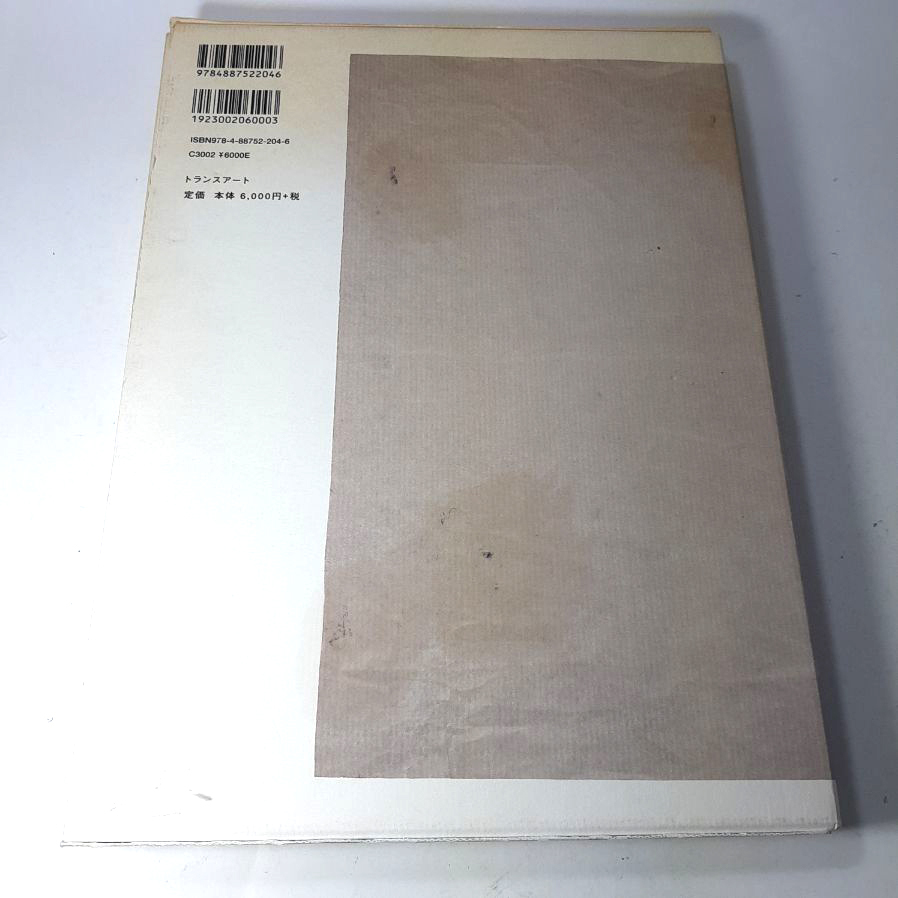 9784887522046
1923002060003
ISBN978-4-88752-204-6
C3002 ¥6000E
トランスアート
定価 本体 6,000円+税